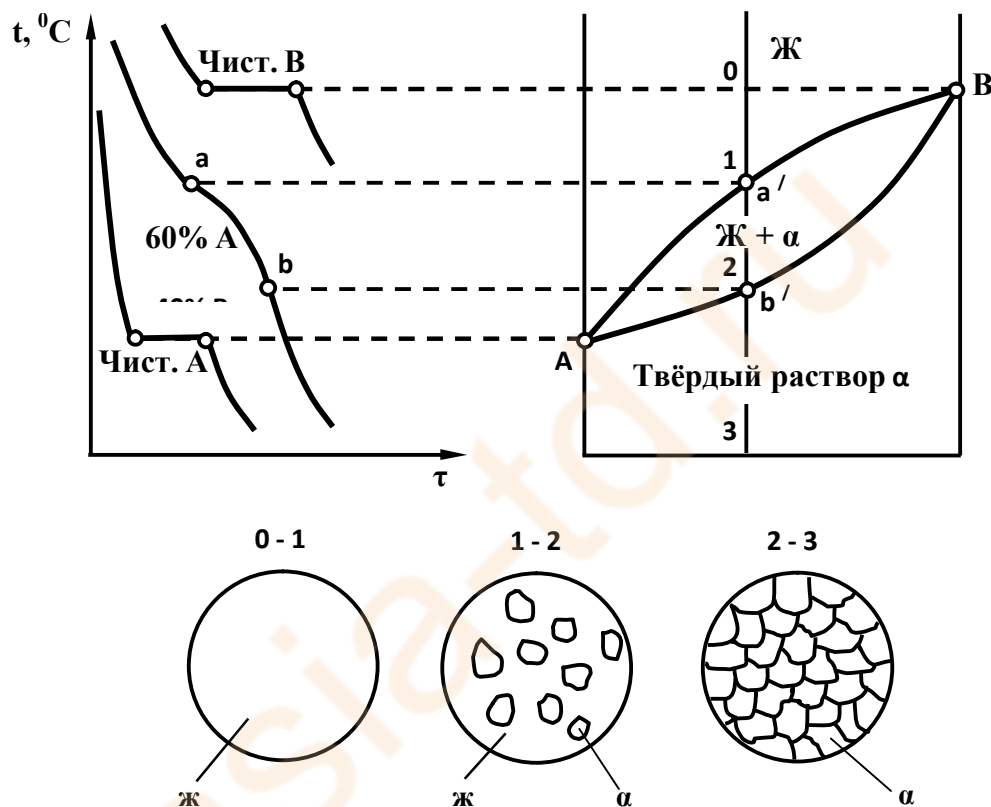 t, ⁰C
Чист. В
a
60% А
b
Чист. А
τ
Ж
0
В
1
a /
Ж + α
2
b /
А
Твёрдый раствор α
3
0 - 1
1 - 2
2 - 3
ж
ж
α
α